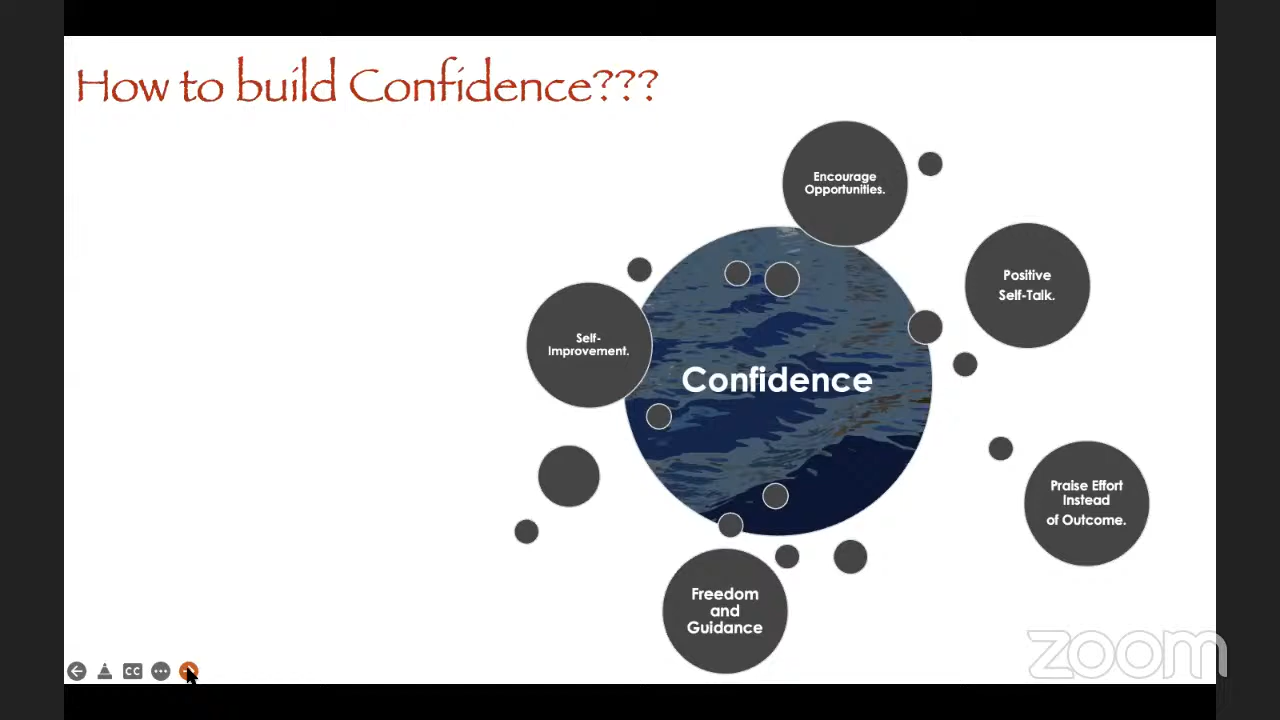 How to build Confidence???
Encourage
Opportunities.
Positive
Self-Talk.
Self-
Improvement.
Confidence
Praise Effort
Instead
of Outcome.
Freedom
and
Guidance
zoom
CC